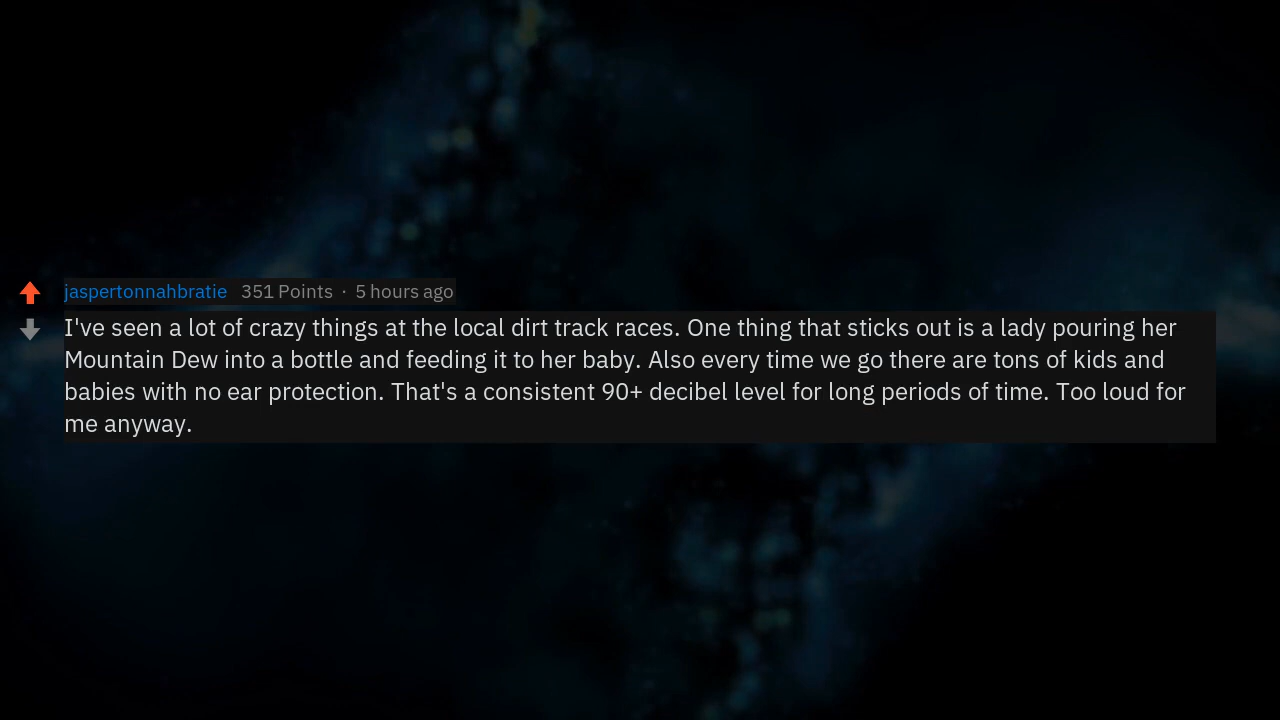 jaspertonnahbratie 351 Points · 5 hours ago
I've seen a lot of crazy things at the local dirt track races. One thing that sticks out is a lady pouring her
Mountain Dew into a bottle and feeding it to her baby. Also every time we go there are tons of kids and
babies with no ear protection. That's a consistent 90+ decibel level for long periods of time. Too loud for
me anyway.